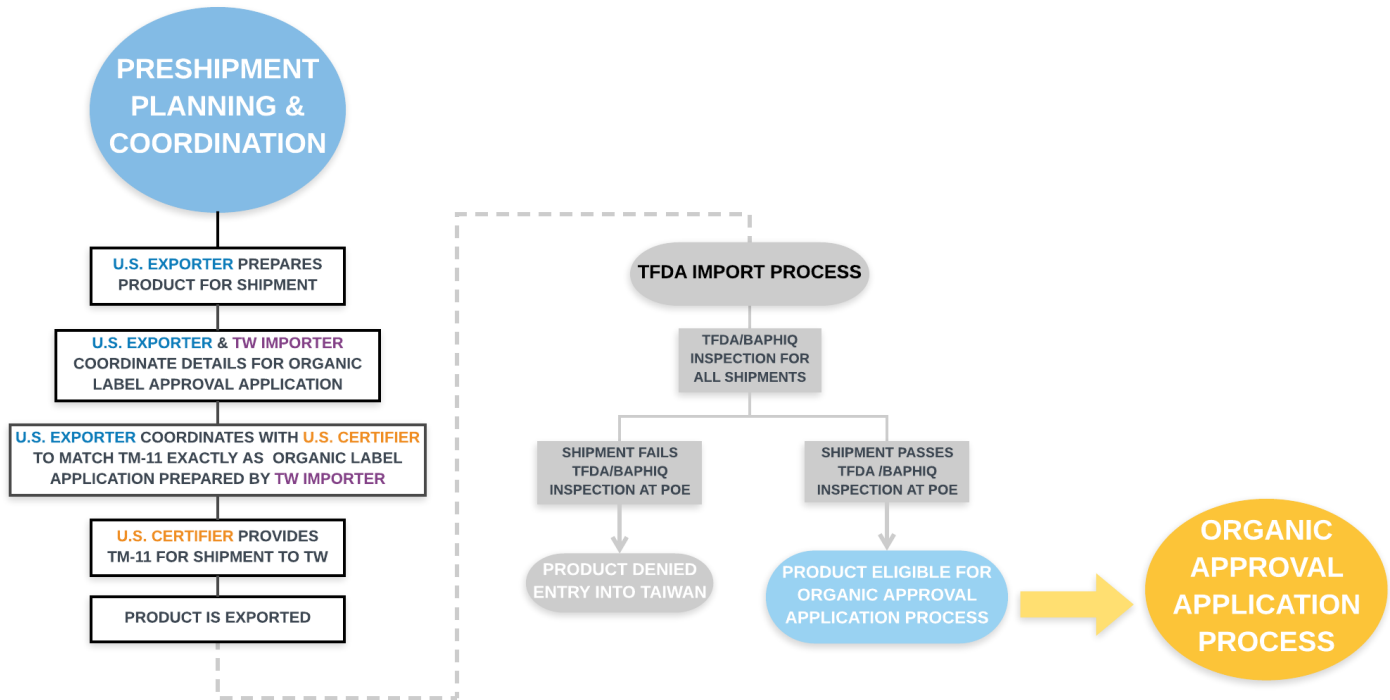 PRESHIPMENT
PLANNING &
COORDINATION
U.S. EXPORTER PREPARES
PRODUCT FOR SHIPMENT
U.S. EXPORTER & TW IMPORTER
COORDINATE DETAILS FOR ORGANIC
LABEL APPROVAL APPLICATION
U.S. EXPORTER COORDINATES WITH U.S. CERTIFIER
TO MATCH TM-11 EXACTLY AS ORGANIC LABEL
APPLICATION PREPARED BY TW IMPORTER
U.S. CERTIFIER PROVIDES
TM-11 FOR SHIPMENT TO TW
PRODUCT IS EXPORTED
TFDA IMPORT PROCESS
TFDA/BAPHIQ
INSPECTION FOR
ALL SHIPMENTS
SHIPMENT FAILS
TFDA/BAPHIQ
INSPECTION AT POE
PRODUCT DENIED
ENTRY INTO TAIWAN
SHIPMENT PASSES
TFDA /BAPHIQ
INSPECTION AT POE
PRODUCT ELIGIBLE FOR
ORGANIC APPROVAL
APPLICATION PROCESS
ORGANIC
APPROVAL
APPLICATION
PROCESS